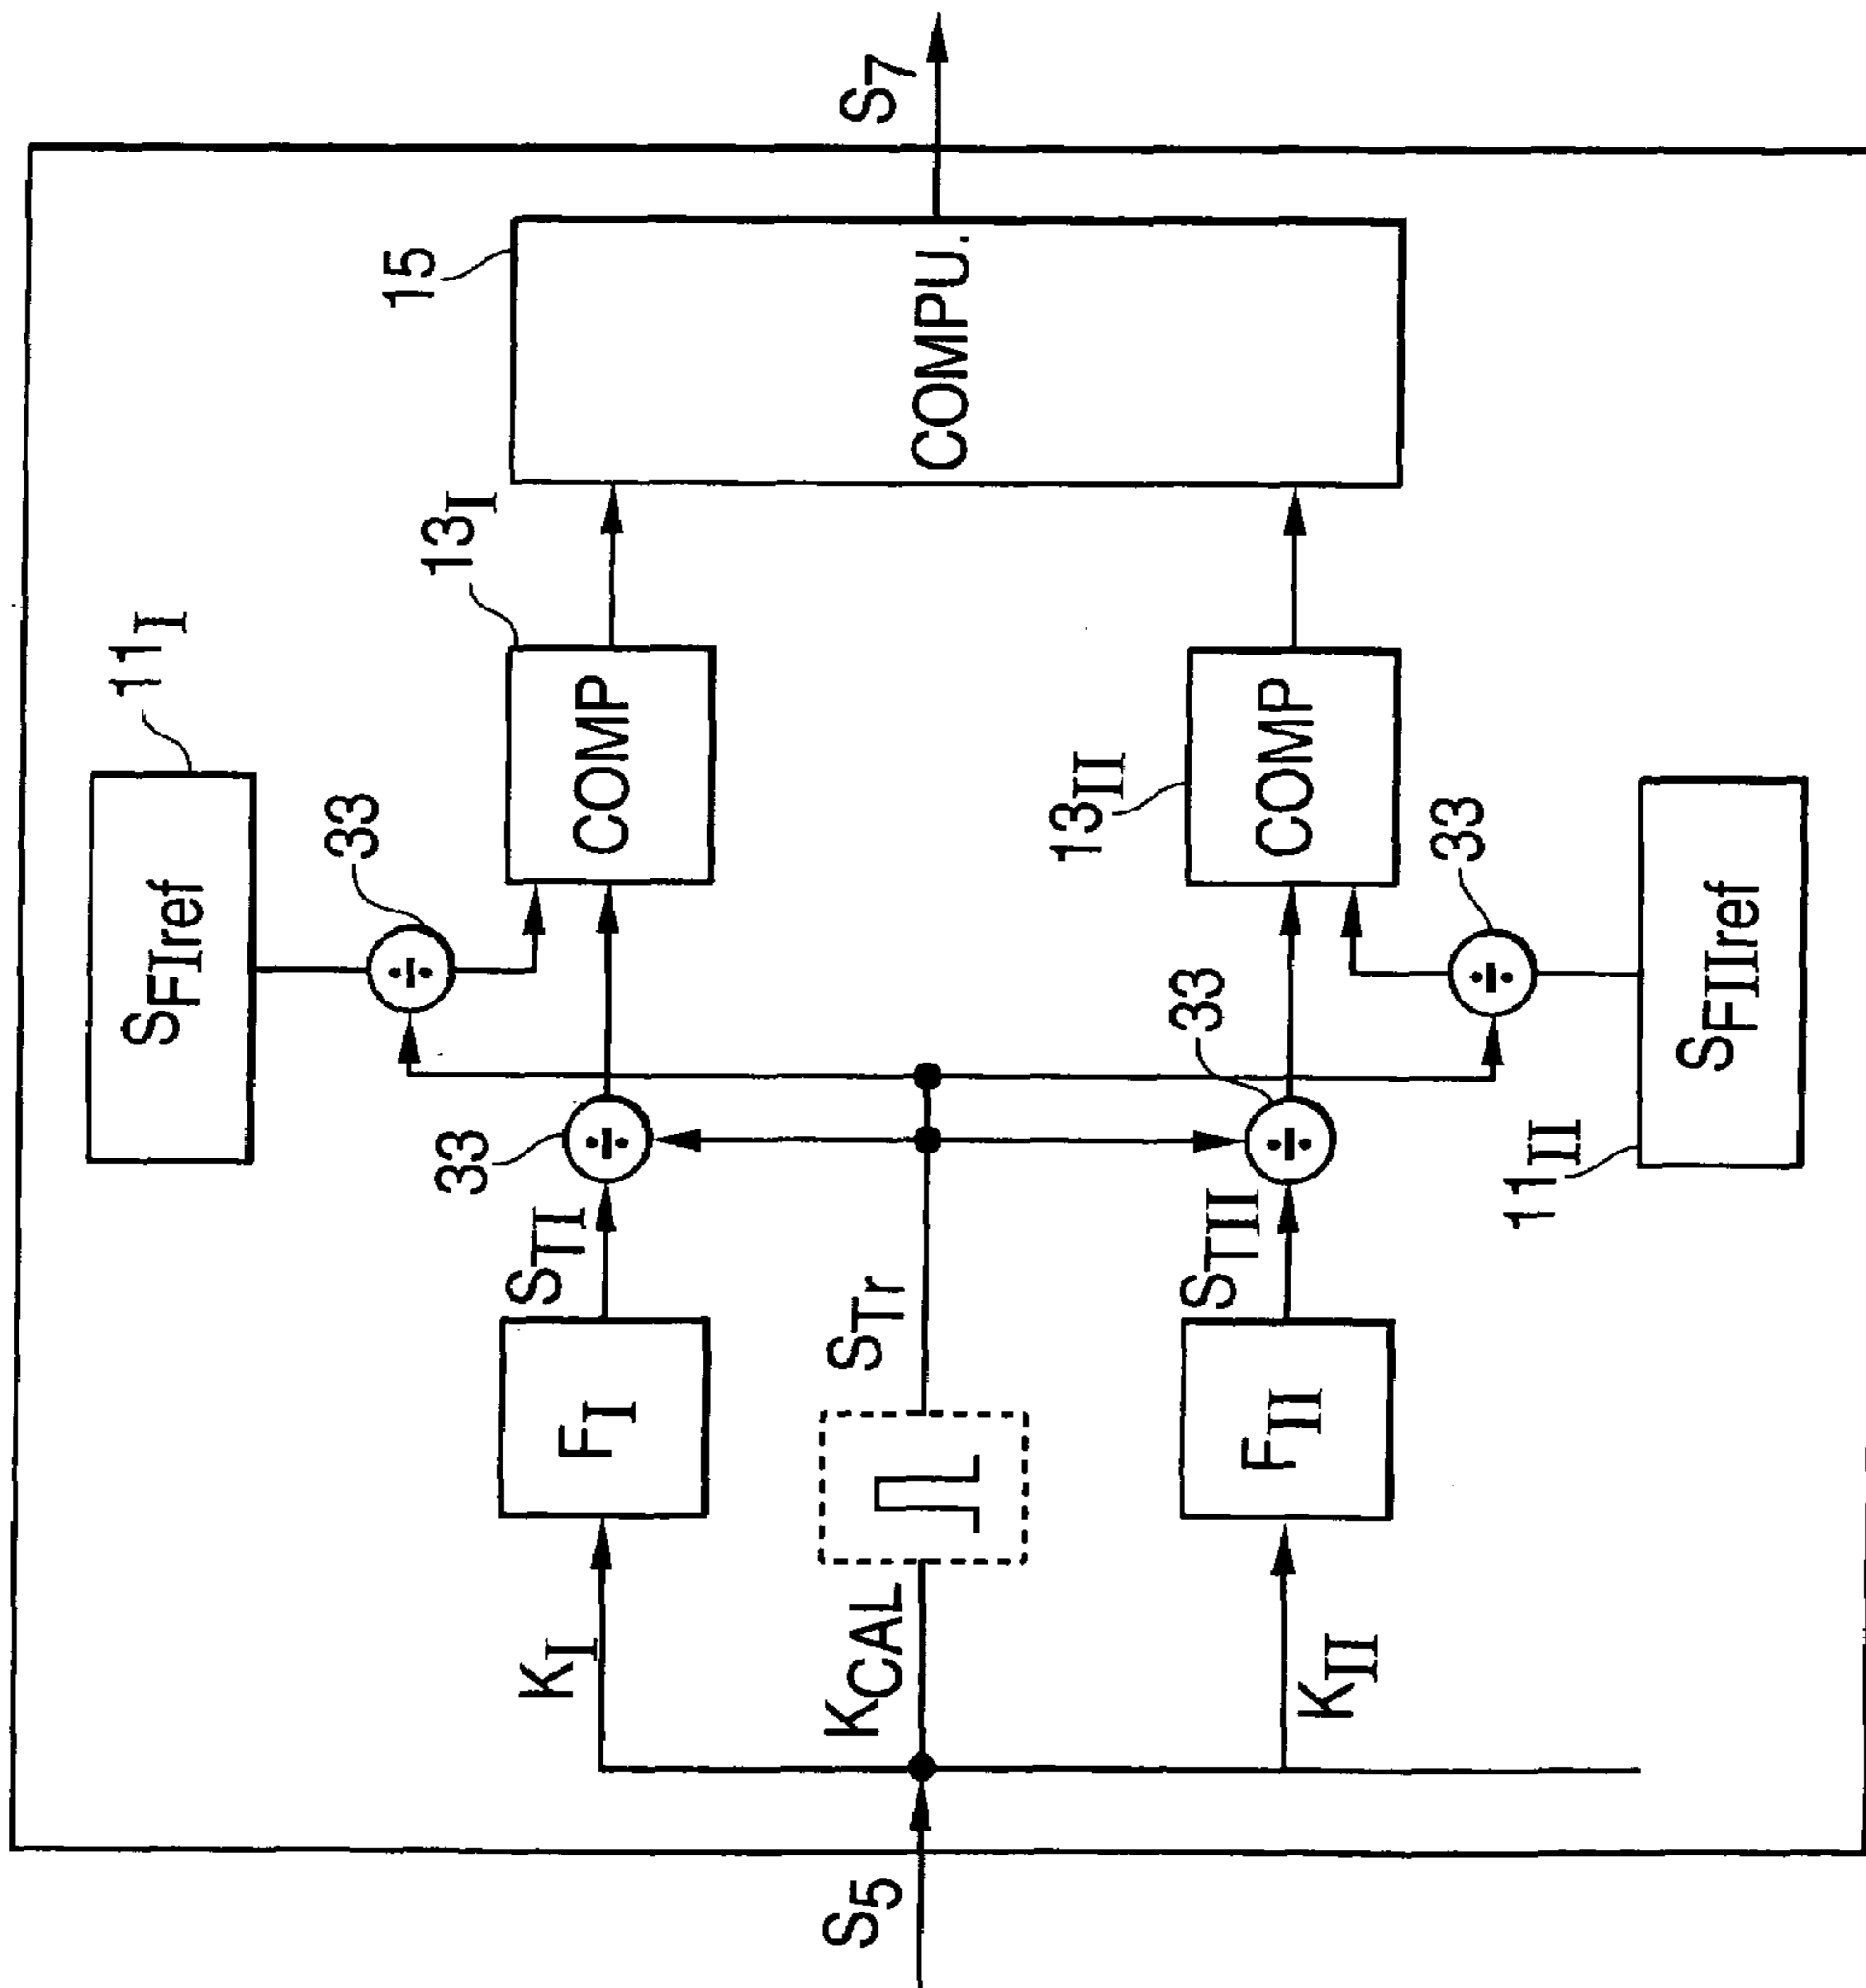 S5
KI
KCAL
KII
FI
FII
STI
STr
STII
33
÷
33
÷
33
÷
33
÷
SFIref
11I
SFIIref
11II
COMP
13I
COMP
13II
COMPU.
15
S7